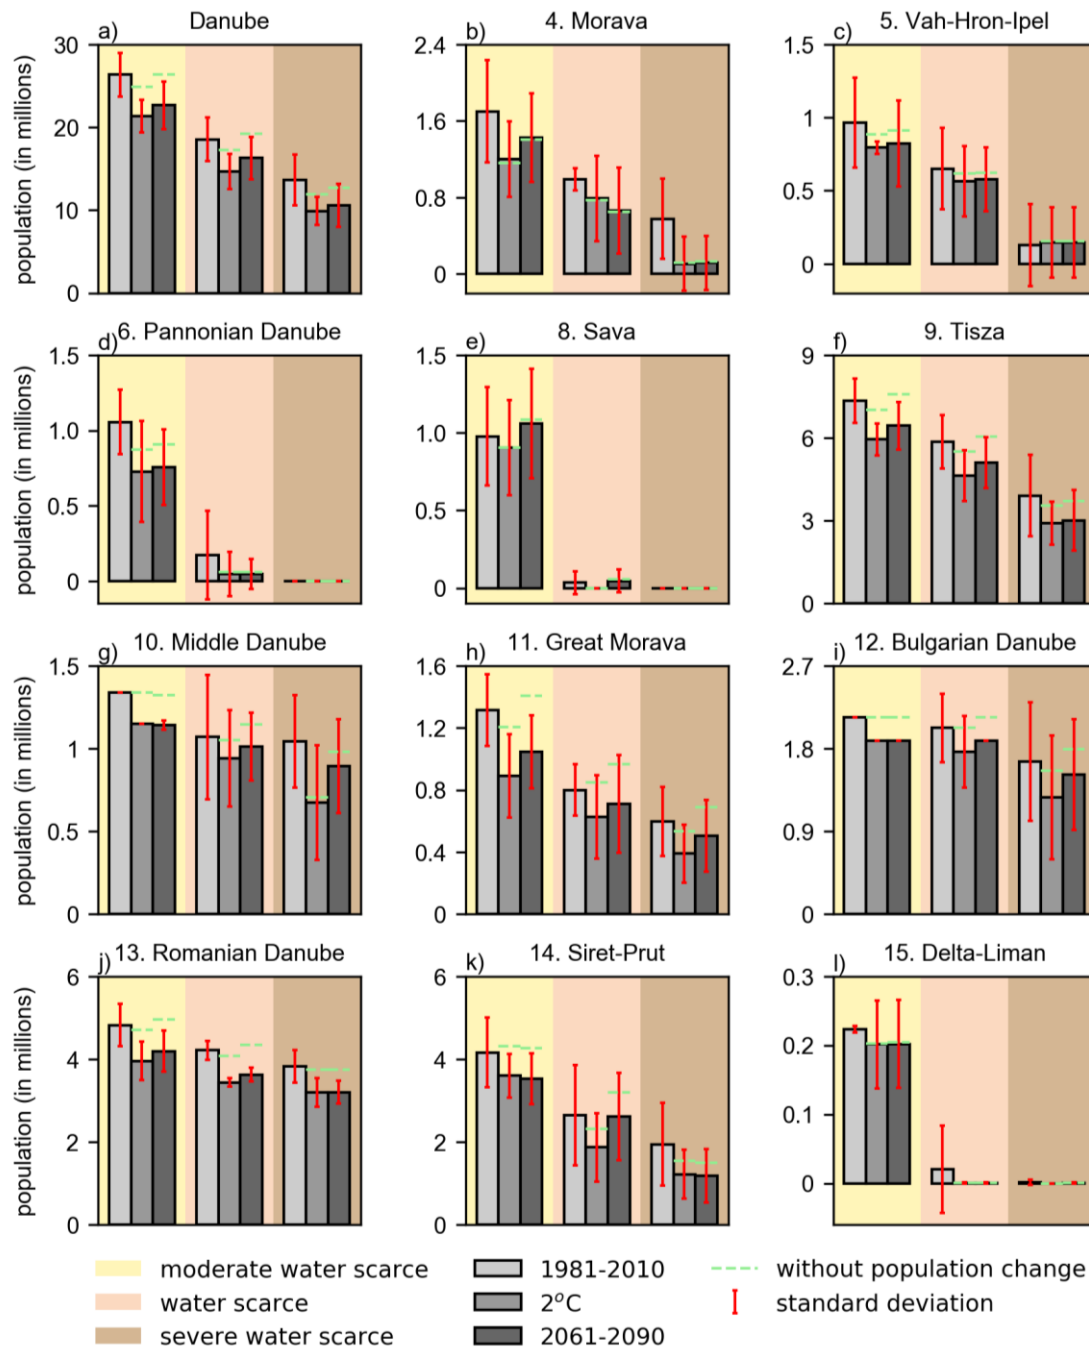 Danube
4. Morava
5. Vah-Hron-Ipel
a)
b)
c)
population (in millions)
30
20
10
0
2.4
1.6
0.8
0
1.5
1
0.5
0
6. Pannonian Danube
8. Sava
9. Tisza
d)
e)
f)
population (in millions)
1.5
1.0
0.5
0
1.5
1.0
0.5
0
9
6
3
0
10. Middle Danube
11. Great Morava
12. Bulgarian Danube
g)
h)
i)
population (in millions)
1.5
1
0.5
0
1.6
1.2
0.8
0.4
0
2.7
1.8
0.9
0
13. Romanian Danube
14. Siret-Prut
15. Delta-Liman
j)
k)
l)
population (in millions)
6
4
2
0
6
4
2
0
0.3
0.2
0.1
0
moderate water scarce
water scarce
severe water scarce
1981-2010
2°C
2061-2090
without population change
standard deviation